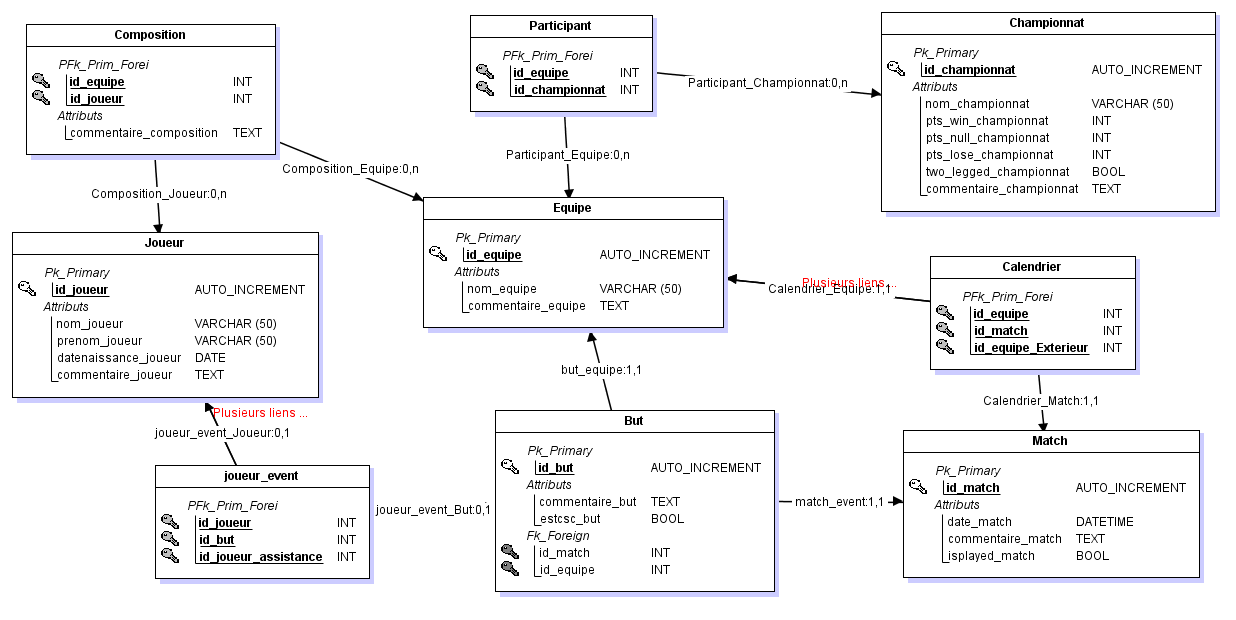 Composition
PFk_Prim_Forei
id_equipe INT
id_joueur INT
Attributs
commentaire_composition TEXT
Participant
PFk_Prim_Forei
id_equipe INT
id_championnat INT
Championnat
Pk_Primary
id_championnat AUTO_INCREMENT
Attributs
nom_championnat VARCHAR (50)
pts_win_championnat INT
pts_null_championnat INT
pts_lose_championnat INT
two_legged_championnat BOOL
commentaire_championnat TEXT
Participant_Championnat:0,n
Participant_Equipe:0,n
Composition_Equipe:0,n
Composition_Joueur:0,n
Equipe
Pk_Primary
id_equipe AUTO_INCREMENT
Attributs
nom_equipe VARCHAR (50)
commentaire_equipe TEXT
Joueur
Pk_Primary
id_joueur AUTO_INCREMENT
Attributs
nom_joueur VARCHAR (50)
prenom_joueur VARCHAR (50)
datenaissance_joueur DATE
commentaire_joueur TEXT
Plusieurs liens ...
Calendrier_Equipe:1,1
Calendrier
PFk_Prim_Forei
id_equipe INT
id_match INT
id_equipe_Exterieur INT
but_equipe:1,1
Calendrier_Match:1,1
Plusieurs liens ...
joueur_event_Joueur:0,1
joueur_event
PFk_Prim_Forei
id_joueur INT
id_but INT
id_joueur_assistance INT
joueur_event_But:0,1
But
Pk_Primary
id_but AUTO_INCREMENT
Attributs
commentaire_but TEXT
estcsc_but BOOL
Fk_Foreign
id_match INT
id_equipe INT
match_event:1,1
Match
Pk_Primary
id_match AUTO_INCREMENT
Attributs
date_match DATETIME
commentaire_match TEXT
isplayed_match BOOL